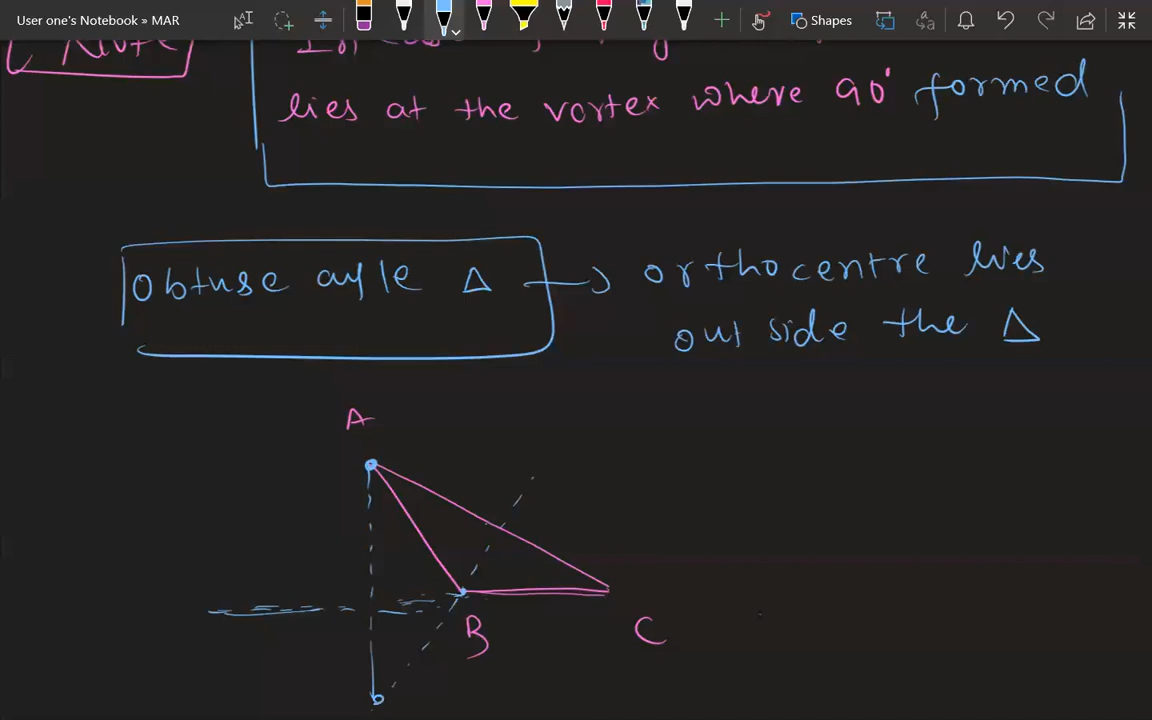 User one's Notebook » MAR
Shapes
Note
lies at the vortex where 90° formed
Obtuse angle Δ → orthocentre lies
out side the Δ
A
B
C